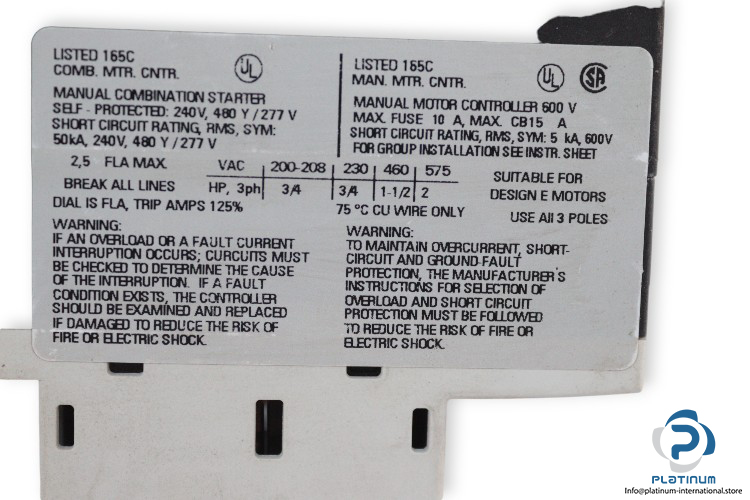 LISTED 165C
COMB. MTR. CNTR.
UL
MANUAL COMBINATION STARTER
SELF - PROTECTED: 240V, 480 Y / 277 V
SHORT CIRCUIT RATING, RMS, SYM:
50kA, 240V, 480 Y / 277 V
LISTED 165C
MAN. MTR. CNTR.
UL
SA
MANUAL MOTOR CONTROLLER 600 V
MAX. FUSE 10 A, MAX. CB15 A
SHORT CIRCUIT RATING, RMS, SYM: 5 kA, 600V
FOR GROUP INSTALLATION SEE INSTR. SHEET
2,5 FLA MAX.
BREAK ALL LINES
VAC 200-208 230 460 575
HP, 3ph 3/4 3/4 1-1/2 2
SUITABLE FOR
DESIGN E MOTORS
DIAL IS FLA, TRIP AMPS 125%
75 °C CU WIRE ONLY
USE All 3 POLES
WARNING:
IF AN OVERLOAD OR A FAULT CURRENT
INTERRUPTION OCCURS; CURCUITS MUST
BE CHECKED TO DETERMINE THE CAUSE
OF THE INTERRUPTION. IF A FAULT
CONDITION EXISTS, THE CONTROLLER
SHOULD BE EXAMINED AND REPLACED
IF DAMAGED TO REDUCE THE RISK OF
FIRE OR ELECTRIC SHOCK.
WARNING:
TO MAINTAIN OVERCURRENT, SHORT-
CIRCUIT AND GROUND-FAULT
PROTECTION, THE MANUFACTURER'S
INSTRUCTIONS FOR SELECTION OF
OVERLOAD AND SHORT CIRCUIT
PROTECTION MUST BE FOLLOWED
TO REDUCE THE RISK OF FIRE OR
ELECTRIC SHOCK.
PLATINUM
Info@platinum-international.store